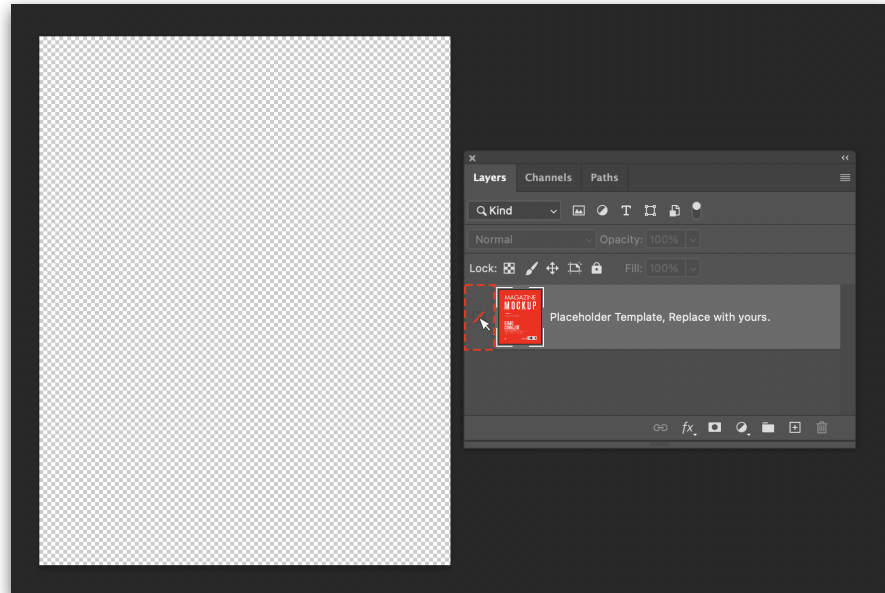 Layers Channels Paths
Kind
Normal Opacity: 100%
Lock: Fill: 100%
MAGAZINE
MOCKUP
Placeholder Template, Replace with yours.
fx